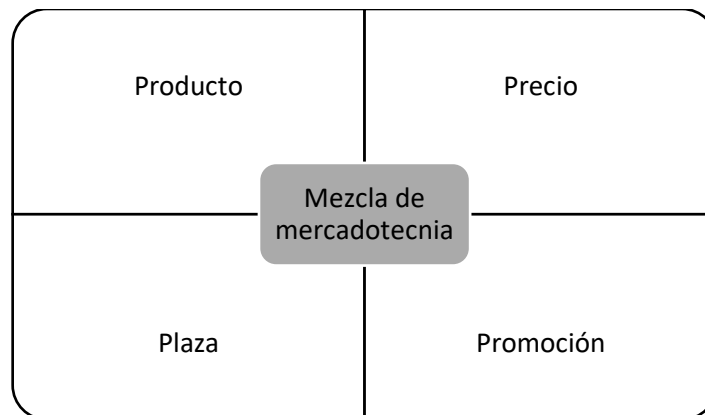 Producto
Precio
Mezcla de
mercadotecnia
Plaza
Promoción